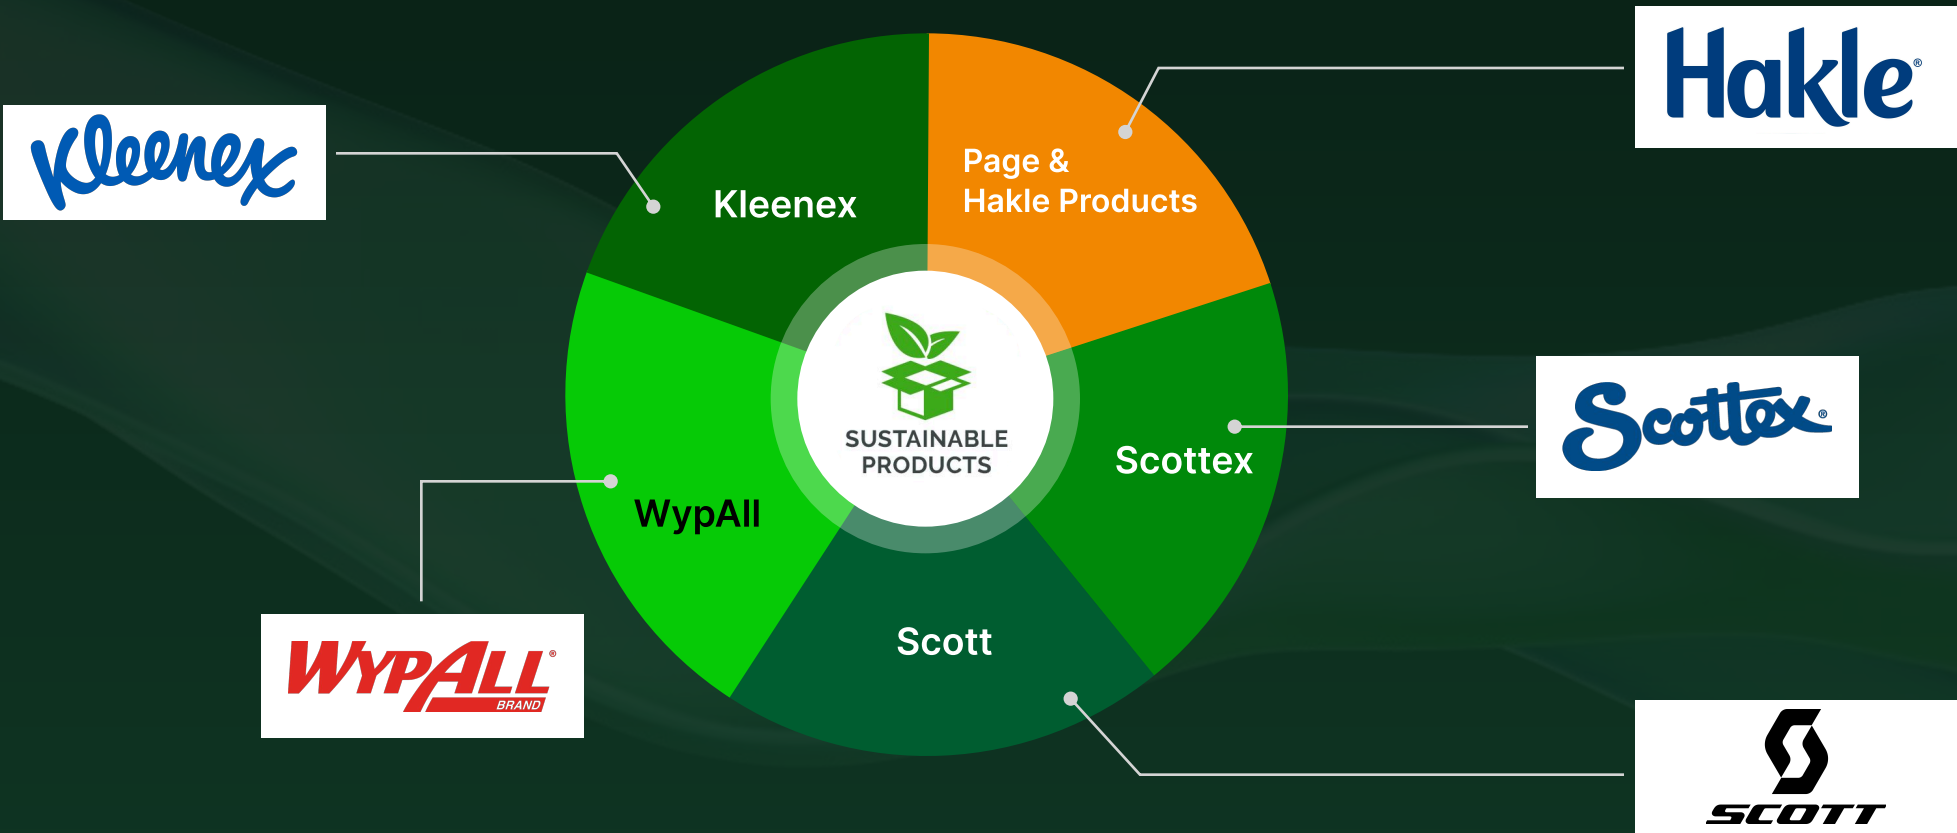 Hakle®
Kleenex
Page &
Hakle Products
Kleenex
Scottex®
SUSTAINABLE
PRODUCTS
Scottex
WypAll
Scott
WYPALL®
BRAND
SCOTT